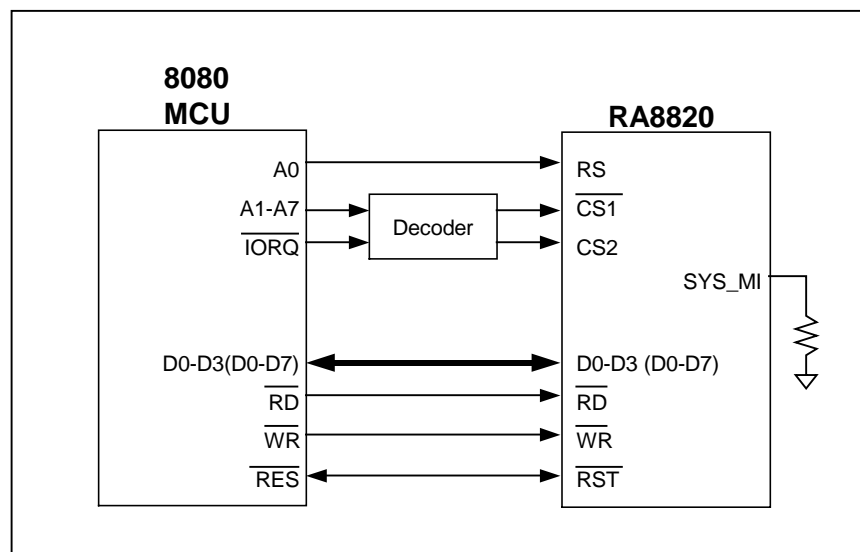 8080
MCU
RA8820
A0
RS
A1-A7
CS1
Decoder
IORQ
CS2
SYS_MI
D0-D3(D0-D7)
D0-D3 (D0-D7)
RD
RD
WR
WR
RES
RST